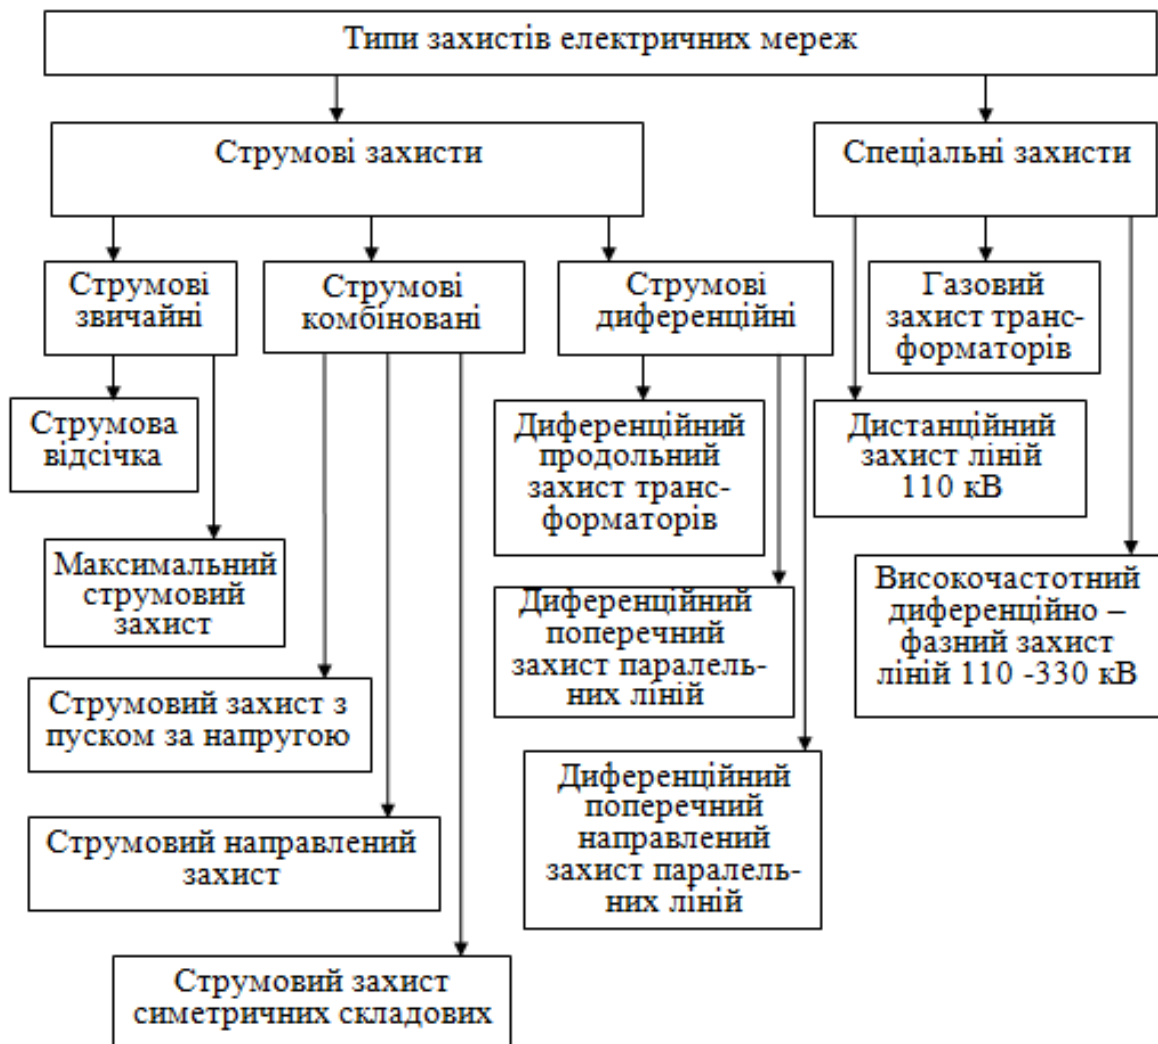 Типи захистів електричних мереж
Струмові захисти
Спеціальні захисти
Струмові
звичайні
Струмові
комбіновані
Струмові
диференційні
Газовий
захист транс-
форматорів
Струмова
відсічка
Диференційний
продольний
захист транс-
форматорів
Дистанційний
захист ліній
110 кВ
Максимальний
струмовий
захист
Диференційний
поперечний
захист паралель-
них ліній
Високочастотний
диференційно –
фазний захист
ліній 110 -330 кВ
Струмовий захист з
пуском за напругою
Диференційний
поперечний
направлений
захист паралель-
них ліній
Струмовий направлений
захист
Струмовий захист
симетричних складових